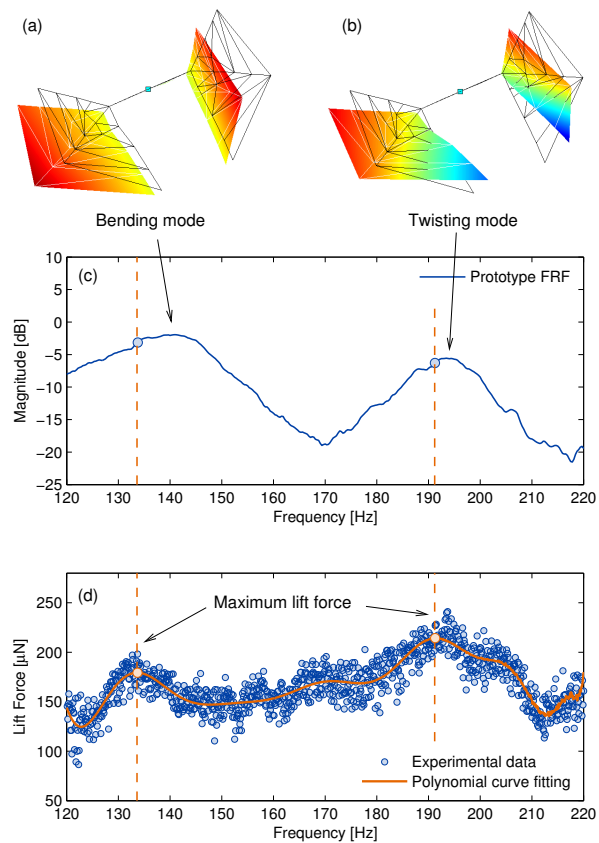 (a)
(b)
Bending mode
Twisting mode
(c)
Prototype FRF
10
5
0
−5
−10
−15
−20
−25
Magnitude [dB]
120 130 140 150 160 170 180 190 200 210 220
Frequency [Hz]
(d)
Maximum lift force
250
200
150
100
50
Lift Force [µN]
Experimental data
Polynomial curve fitting
120 130 140 150 160 170 180 190 200 210 220
Frequency [Hz]